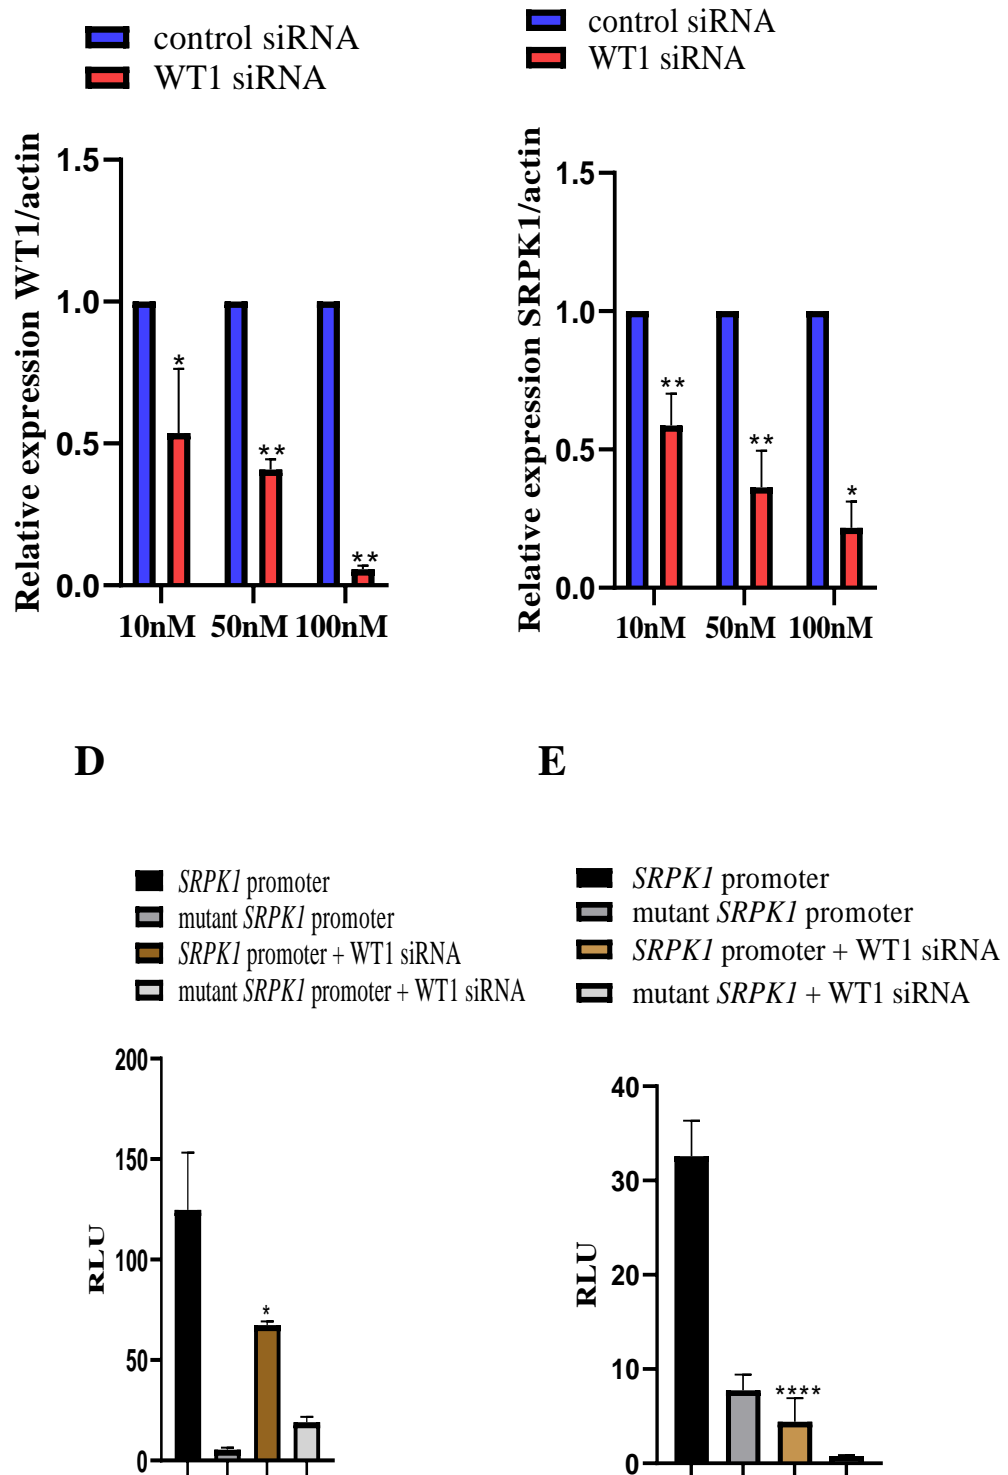 control siRNA
WT1 siRNA
Relative expression WT1/actin
1.5
1.0
0.5
0.0
*
**
**
10nM 50nM 100nM
control siRNA
WT1 siRNA
Relative expression SRPK1/actin
1.5
1.0
0.5
0.0
**
**
*
10nM 50nM 100nM
D
SRPK1 promoter
mutant SRPK1 promoter
SRPK1 promoter + WT1 siRNA
mutant SRPK1 promoter + WT1 siRNA
RLU
200
150
100
50
0
*
E
SRPK1 promoter
mutant SRPK1 promoter
SRPK1 promoter + WT1 siRNA
mutant SRPK1 + WT1 siRNA
RLU
40
30
20
10
0
****